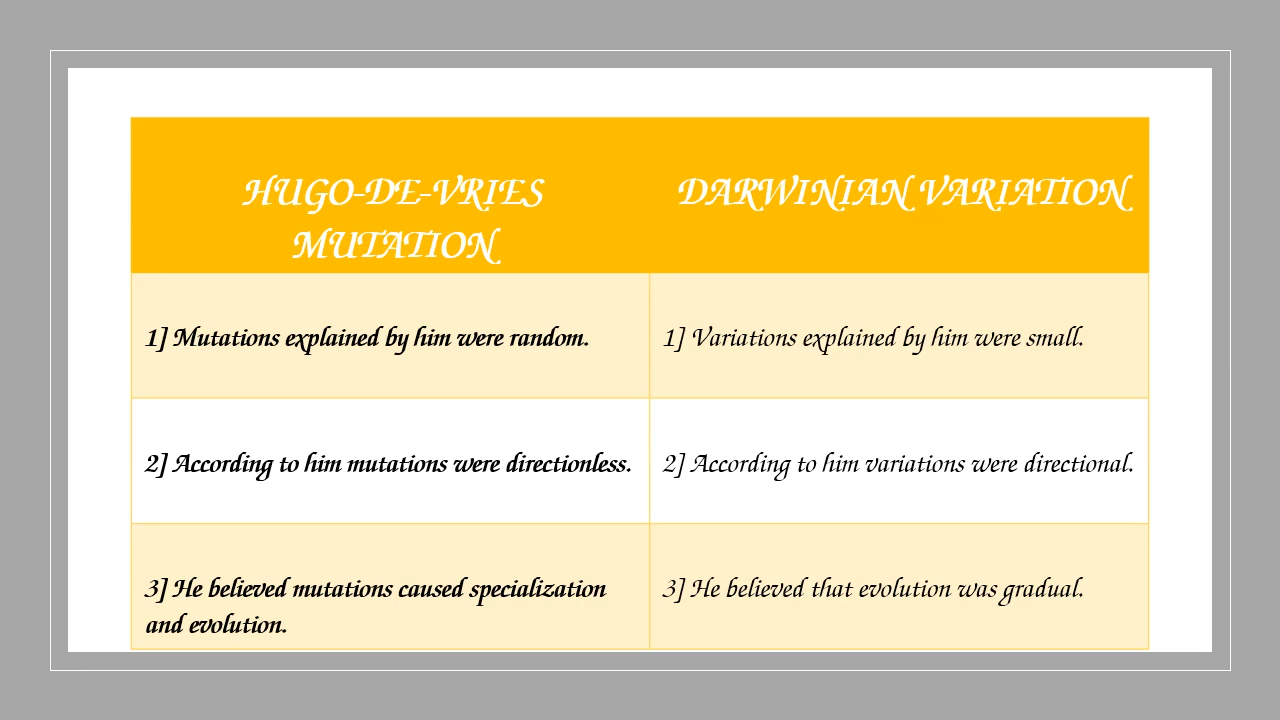 HUGO-DE-VRIES
MUTATION
DARWINIAN VARIATION
1] Mutations explained by him were random.
1] Variations explained by him were small.
2] According to him mutations were directionless.
2] According to him variations were directional.
3] He believed mutations caused specialization
and evolution.
3] He believed that evolution was gradual.